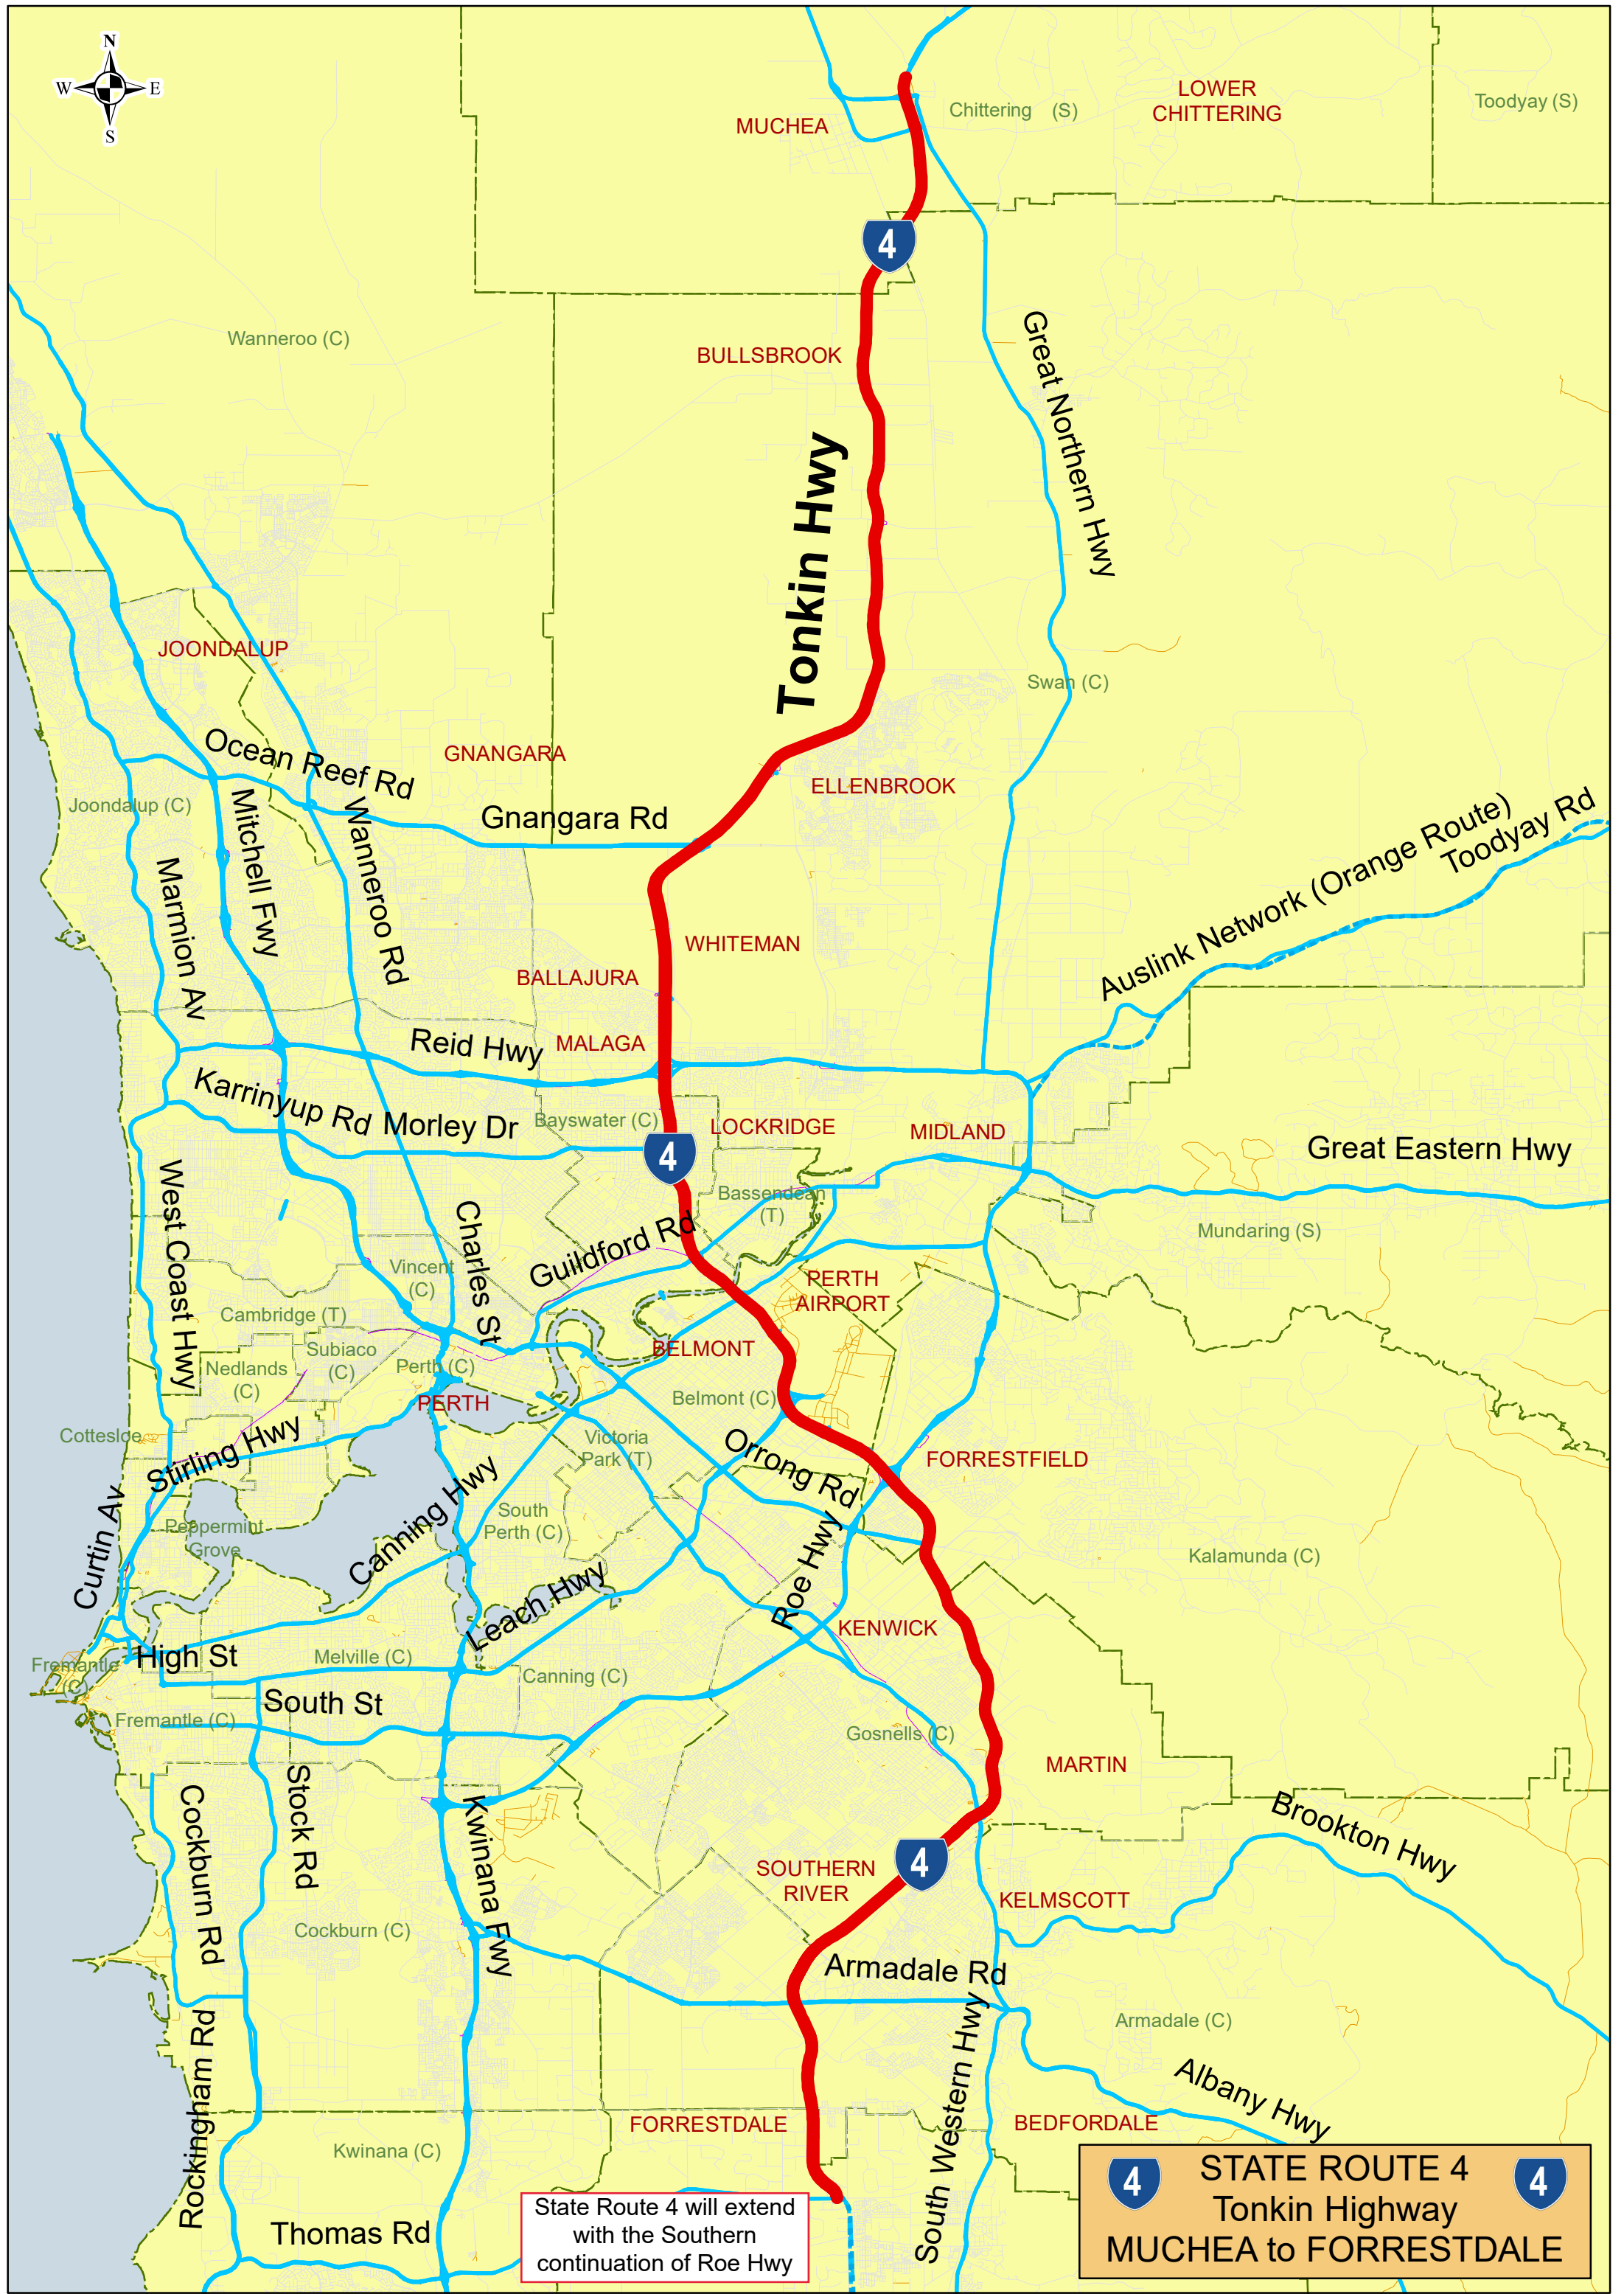 N
W
E
S
MUCHEA
Chittering (S)
LOWER
CHITTERING
Toodyay (S)
4
Wanneroo (C)
BULLSBROOK
Great Northern Hwy
Tonkin Hwy
JOONDALUP
Swan (C)
Ocean Reef Rd
GNANGARA
ELLENBROOK
Joondalup (C)
Mitchell Fwy
Wanneroo Rd
Gnangara Rd
Auslink Network (Orange Route)
Toodyay Rd
Marmion Av
WHITEMAN
BALLAJURA
Reid Hwy
MALAGA
Karrinyup Rd
Morley Dr
Bayswater (C)
LOCKRIDGE
MIDLAND
Great Eastern Hwy
4
West Coast Hwy
Charles St
Bassendean
(T)
Guildford Rd
Mundaring (S)
Vincent
(C)
PERTH
AIRPORT
Cambridge (T)
Subiaco
(C)
Nedlands
(C)
Perth (C)
BELMONT
PERTH
Belmont (C)
Cottesloe
Stirling Hwy
Victoria
Park (T)
Orrong Rd
FORRESTFIELD
Curtin Av
Canning Hwy
South
Perth (C)
Peppermint
Grove
Roe Hwy
Kalamunda (C)
Leach Hwy
KENWICK
High St
Melville (C)
Fremantle
(C)
Canning (C)
South St
Fremantle (C)
Gosnells (C)
MARTIN
Cockburn Rd
Stock Rd
Kwinana Fwy
Brookton Hwy
4
SOUTHERN
RIVER
KELMSCOTT
Cockburn (C)
Armadale Rd
Rockingham Rd
South Western Hwy
Armadale (C)
Albany Hwy
FORRESTDALE
BEDFORDALE
Kwinana (C)
Thomas Rd
State Route 4 will extend
with the Southern
continuation of Roe Hwy
4
STATE ROUTE 4
4
Tonkin Highway
MUCHEA to FORRESTDALE